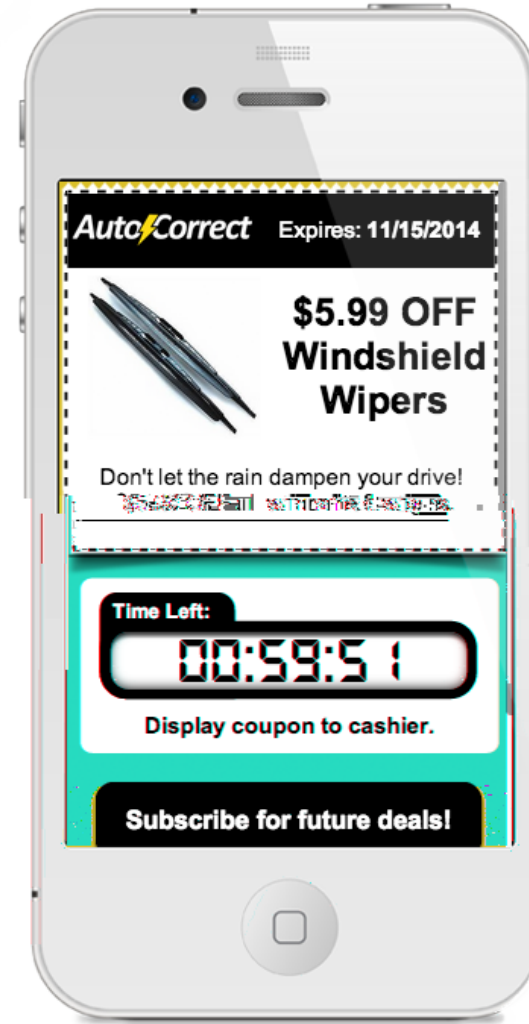 AutoCorrect Expires: 11/15/2014
$5.99 OFF
Windshield
Wipers
Don't let the rain dampen your drive!
Time Left:
00:59:51
Display coupon to cashier.
Subscribe for future deals!